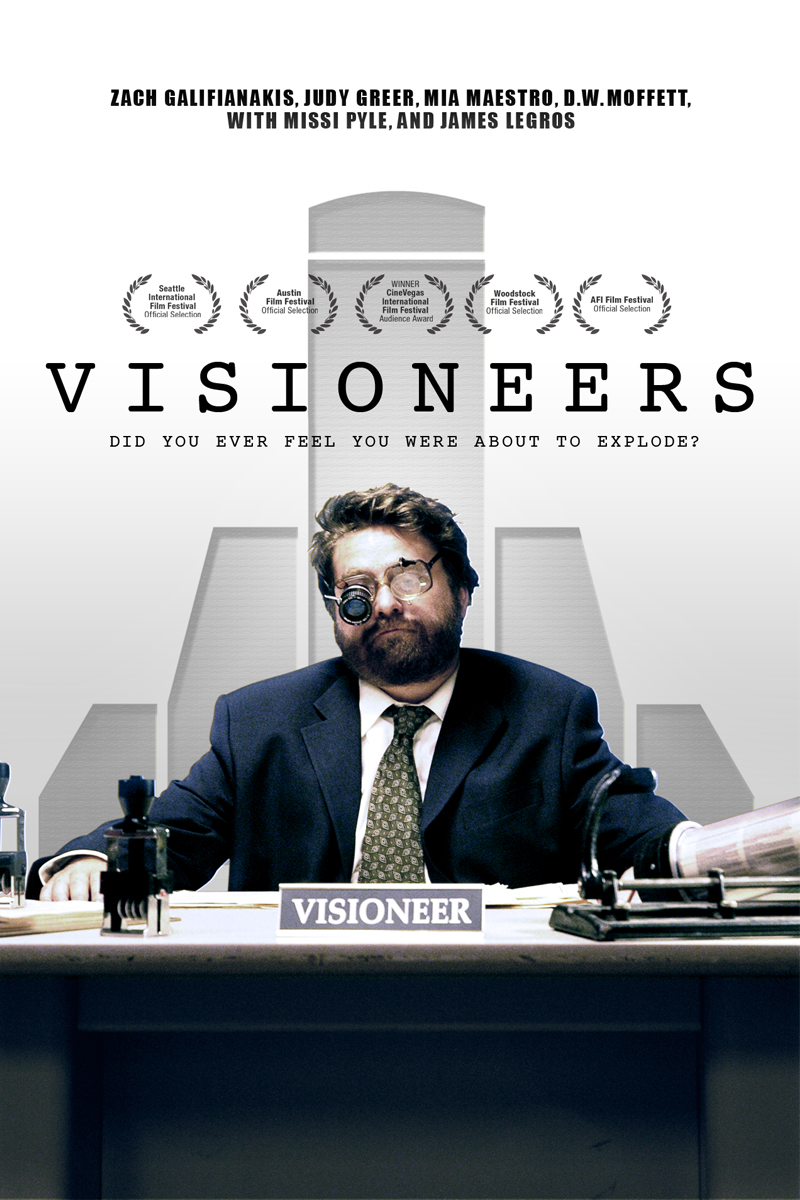 ZACH GALIFIANAKIS, JUDY GREER, MIA MAESTRO, D.W. MOFFETT,
WITH MISSI PYLE, AND JAMES LEGROS
Seattle
International
Film Festival
Official Selection
Austin
Film Festival
Official Selection
WINNER
CineVegas
International
Film Festival
Audience Award
Woodstock
Film Festival
Official Selection
AFI Film Festival
Official Selection
VISIONEERS
DID YOU EVER FEEL YOU WERE ABOUT TO EXPLODE?
VISIONEER